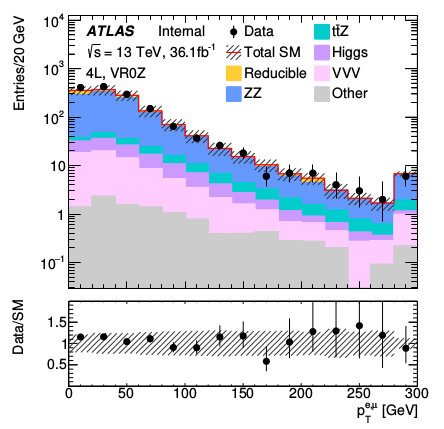 ATLAS Internal
√s = 13 TeV, 36.1fb⁻¹
4L, VR0Z
Data
Total SM
Reducible
ZZ
tt̄Z
Higgs
VVV
Other
Entries/20 GeV
10⁴
10³
10²
10
1
10⁻¹
Data/SM
1.5
1
0.5
0 50 100 150 200 250 300
p_T^{e,μ} [GeV]